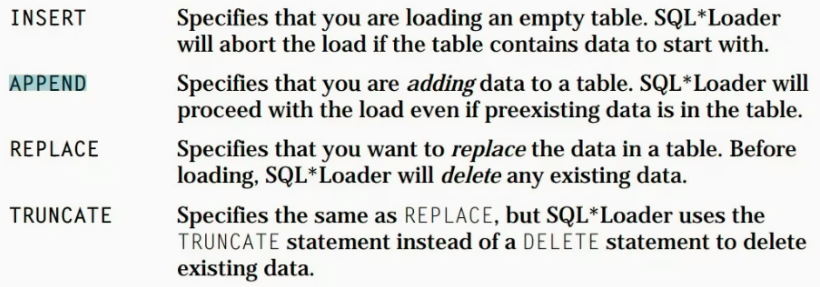 INSERT Specifies that you are loading an empty table. SQL*Loader
will abort the load if the table contains data to start with.
APPEND Specifies that you are adding data to a table. SQL*Loader will
proceed with the load even if preexisting data is in the table.
REPLACE Specifies that you want to replace the data in a table. Before
loading, SQL*Loader will delete any existing data.
TRUNCATE Specifies the same as REPLACE, but SQL*Loader uses the
TRUNCATE statement instead of a DELETE statement to delete
existing data.